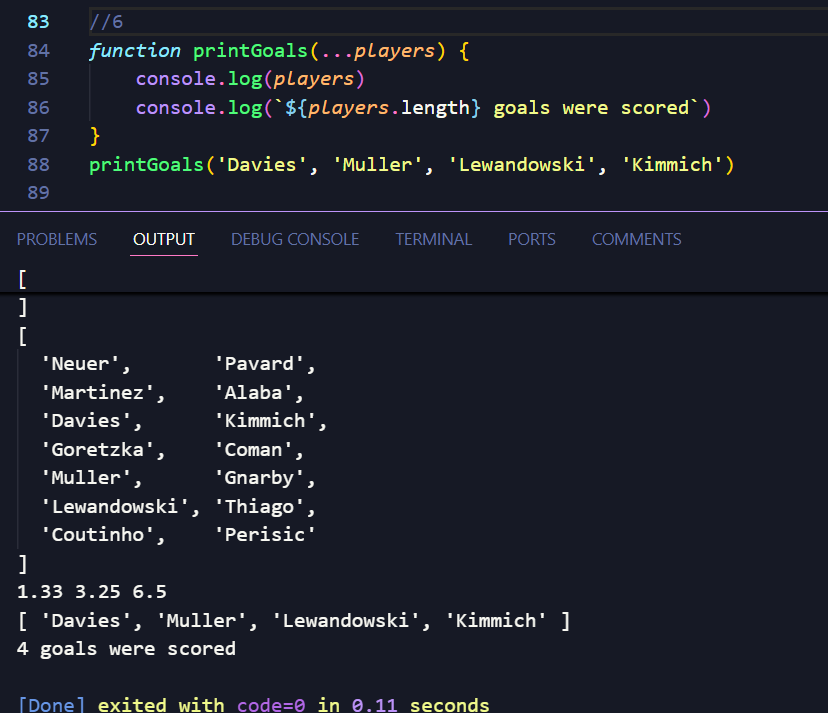 83 //6
84 function printGoals(...players) {
85 console.log(players)
86 console.log(`${players.length} goals were scored`)
87 }
88 printGoals('Davies', 'Muller', 'Lewandowski', 'Kimmich')
89
PROBLEMS OUTPUT DEBUG CONSOLE TERMINAL PORTS COMMENTS
[
]
[
'Neuer', 'Pavard',
'Martinez', 'Alaba',
'Davies', 'Kimmich',
'Goretzka', 'Coman',
'Muller', 'Gnarby',
'Lewandowski', 'Thiago',
'Coutinho', 'Perisic'
]
1.33 3.25 6.5
[ 'Davies', 'Muller', 'Lewandowski', 'Kimmich' ]
4 goals were scored
[Done] exited with code=0 in 0.11 seconds